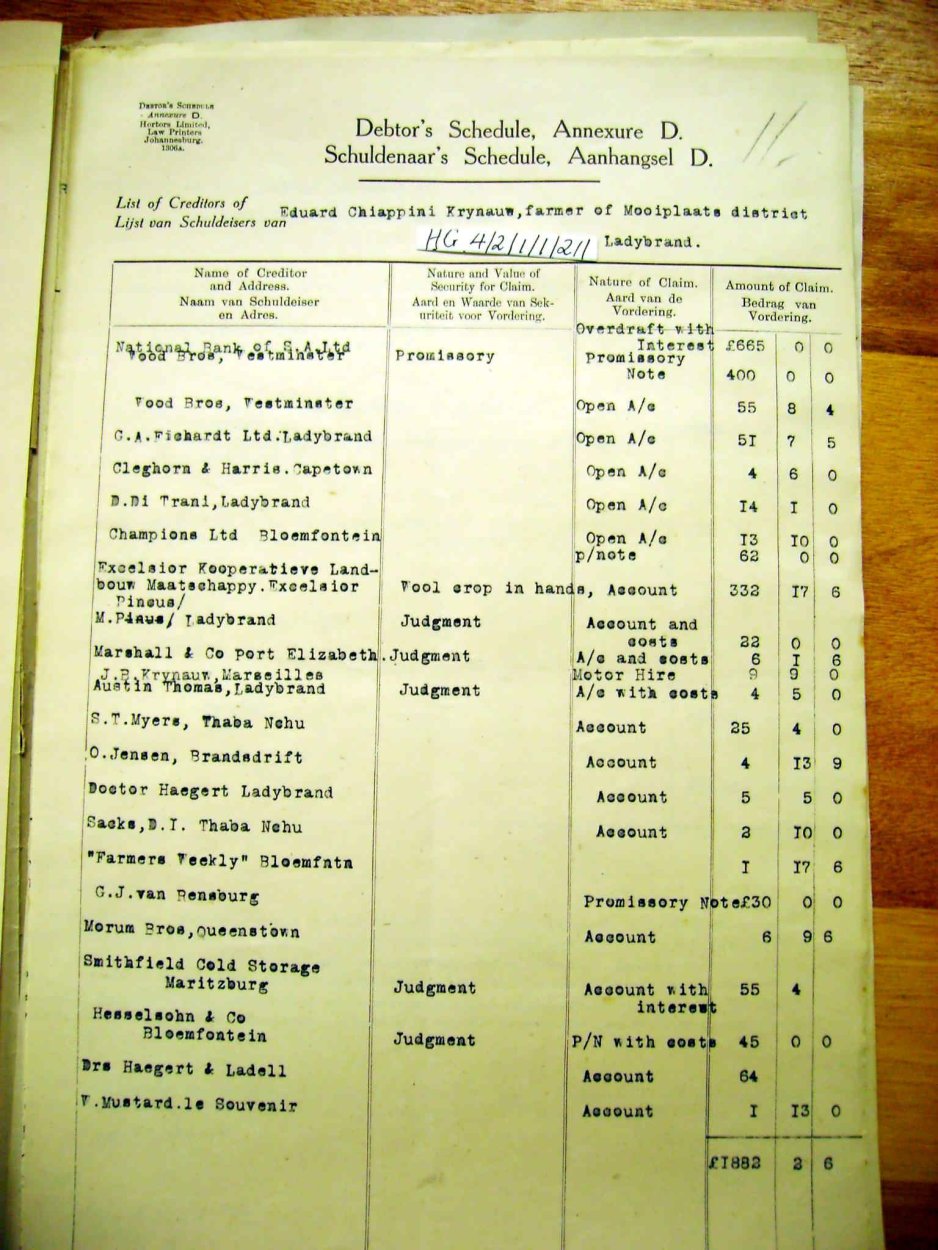 DEBTOR'S SCHEDULE
Annexure D.
Hortors Limited,
Law Printers
Johannesburg.
1306A.
11.
Debtor's Schedule, Annexure D.
Schuldenaar's Schedule, Aanhangsel D.
List of Creditors of
Lijst van Schuldeisers van
Eduard Chiappini Krynauw, farmer of Mooiplaats district
HG 4/2/1/1/21/ Ladybrand.
Name of Creditor and Address. Naam van Schuldeiser en Adres.
Nature and Value of Security for Claim. Aard en Waarde van Sekuriteit voor Vordering.
Nature of Claim. Aard van de Vordering.
Amount of Claim. Bedrag van Vordering.
Overdraft with
National Bank of S.A.Ltd Interest £665 0 0
Wood Bros, Westminster Promissory Promissory
Note 400 0 0
Wood Bros, Westminster Open A/c 55 8 4
G.A.Fichardt Ltd.Ladybrand Open A/c 51 7 5
Cleghorn & Harris.Capetown Open A/c 4 6 0
D.Di Trani,Ladybrand Open A/c 14 1 0
Champions Ltd Bloemfontein Open A/c 13 10 0
p/note 62 0 0
Excelsior Kooperatieve Land-
bouw Maatschappy.Excelsior Wool crop in hands, Account 332 17 6
Pincus/
M.Pinus/ Ladybrand Judgment Account and
costs 22 0 0
Marshall & Co Port Elizabeth. Judgment A/c and costs 6 1 6
J.B.Krynauw,Marseilles Motor Hire 9 9 0
Austin Thomas,Ladybrand Judgment A/c with costs 4 5 0
S.T.Myers, Thaba Nchu Account 25 4 0
O.Jensen, Brandsdrift Account 4 13 9
Doctor Haegert Ladybrand Account 5 5 0
Sacks,D.I. Thaba Nchu Account 2 10 0
"Farmers Weekly" Bloemfntn 1 17 6
G.J.van Rensburg Promissory Note £30 0 0
Morum Bros,Queenstown Account 6 9 6
Smithfield Cold Storage
Maritzburg Judgment Account with 55 4
interest
Hesselsohn & Co
Bloemfontein Judgment P/N with costs 45 0 0
Drs Haegert & Ladell Account 64
W.Mustard.le Souvenir Account 1 13 0
£1882 2 6